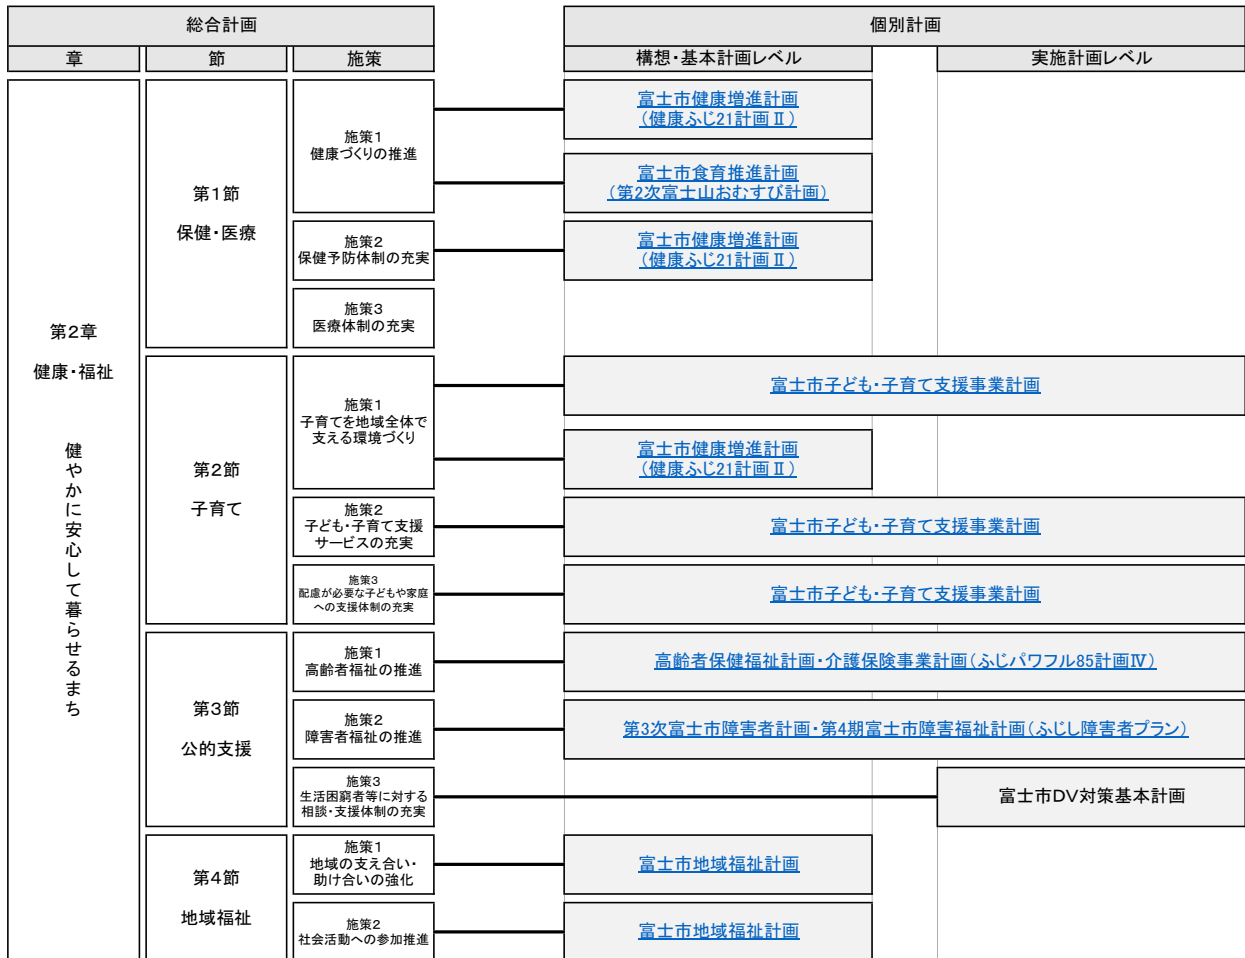 総合計画
個別計画
章
節
施策
構想・基本計画レベル
実施計画レベル
第2章
健康・福祉
健やかに安心して暮らせるまち
第1節
保健・医療
施策1
健康づくりの推進
富士市健康増進計画
（健康ふじ21計画Ⅱ）
富士市食育推進計画
（第2次富士山おむすび計画）
施策2
保健予防体制の充実
富士市健康増進計画
（健康ふじ21計画Ⅱ）
施策3
医療体制の充実
第2節
子育て
施策1
子育てを地域全体で
支える環境づくり
富士市子ども・子育て支援事業計画
富士市健康増進計画
（健康ふじ21計画Ⅱ）
施策2
子ども・子育て支援
サービスの充実
富士市子ども・子育て支援事業計画
施策3
配慮が必要な子どもや家庭
への支援体制の充実
富士市子ども・子育て支援事業計画
第3節
公的支援
施策1
高齢者福祉の推進
高齢者保健福祉計画・介護保険事業計画（ふじパワフル85計画Ⅳ）
施策2
障害者福祉の推進
第3次富士市障害者計画・第4期富士市障害福祉計画（ふじし障害者プラン）
施策3
生活困窮者等に対する
相談・支援体制の充実
富士市DV対策基本計画
第4節
地域福祉
施策1
地域の支え合い・
助け合いの強化
富士市地域福祉計画
施策2
社会活動への参加推進
富士市地域福祉計画